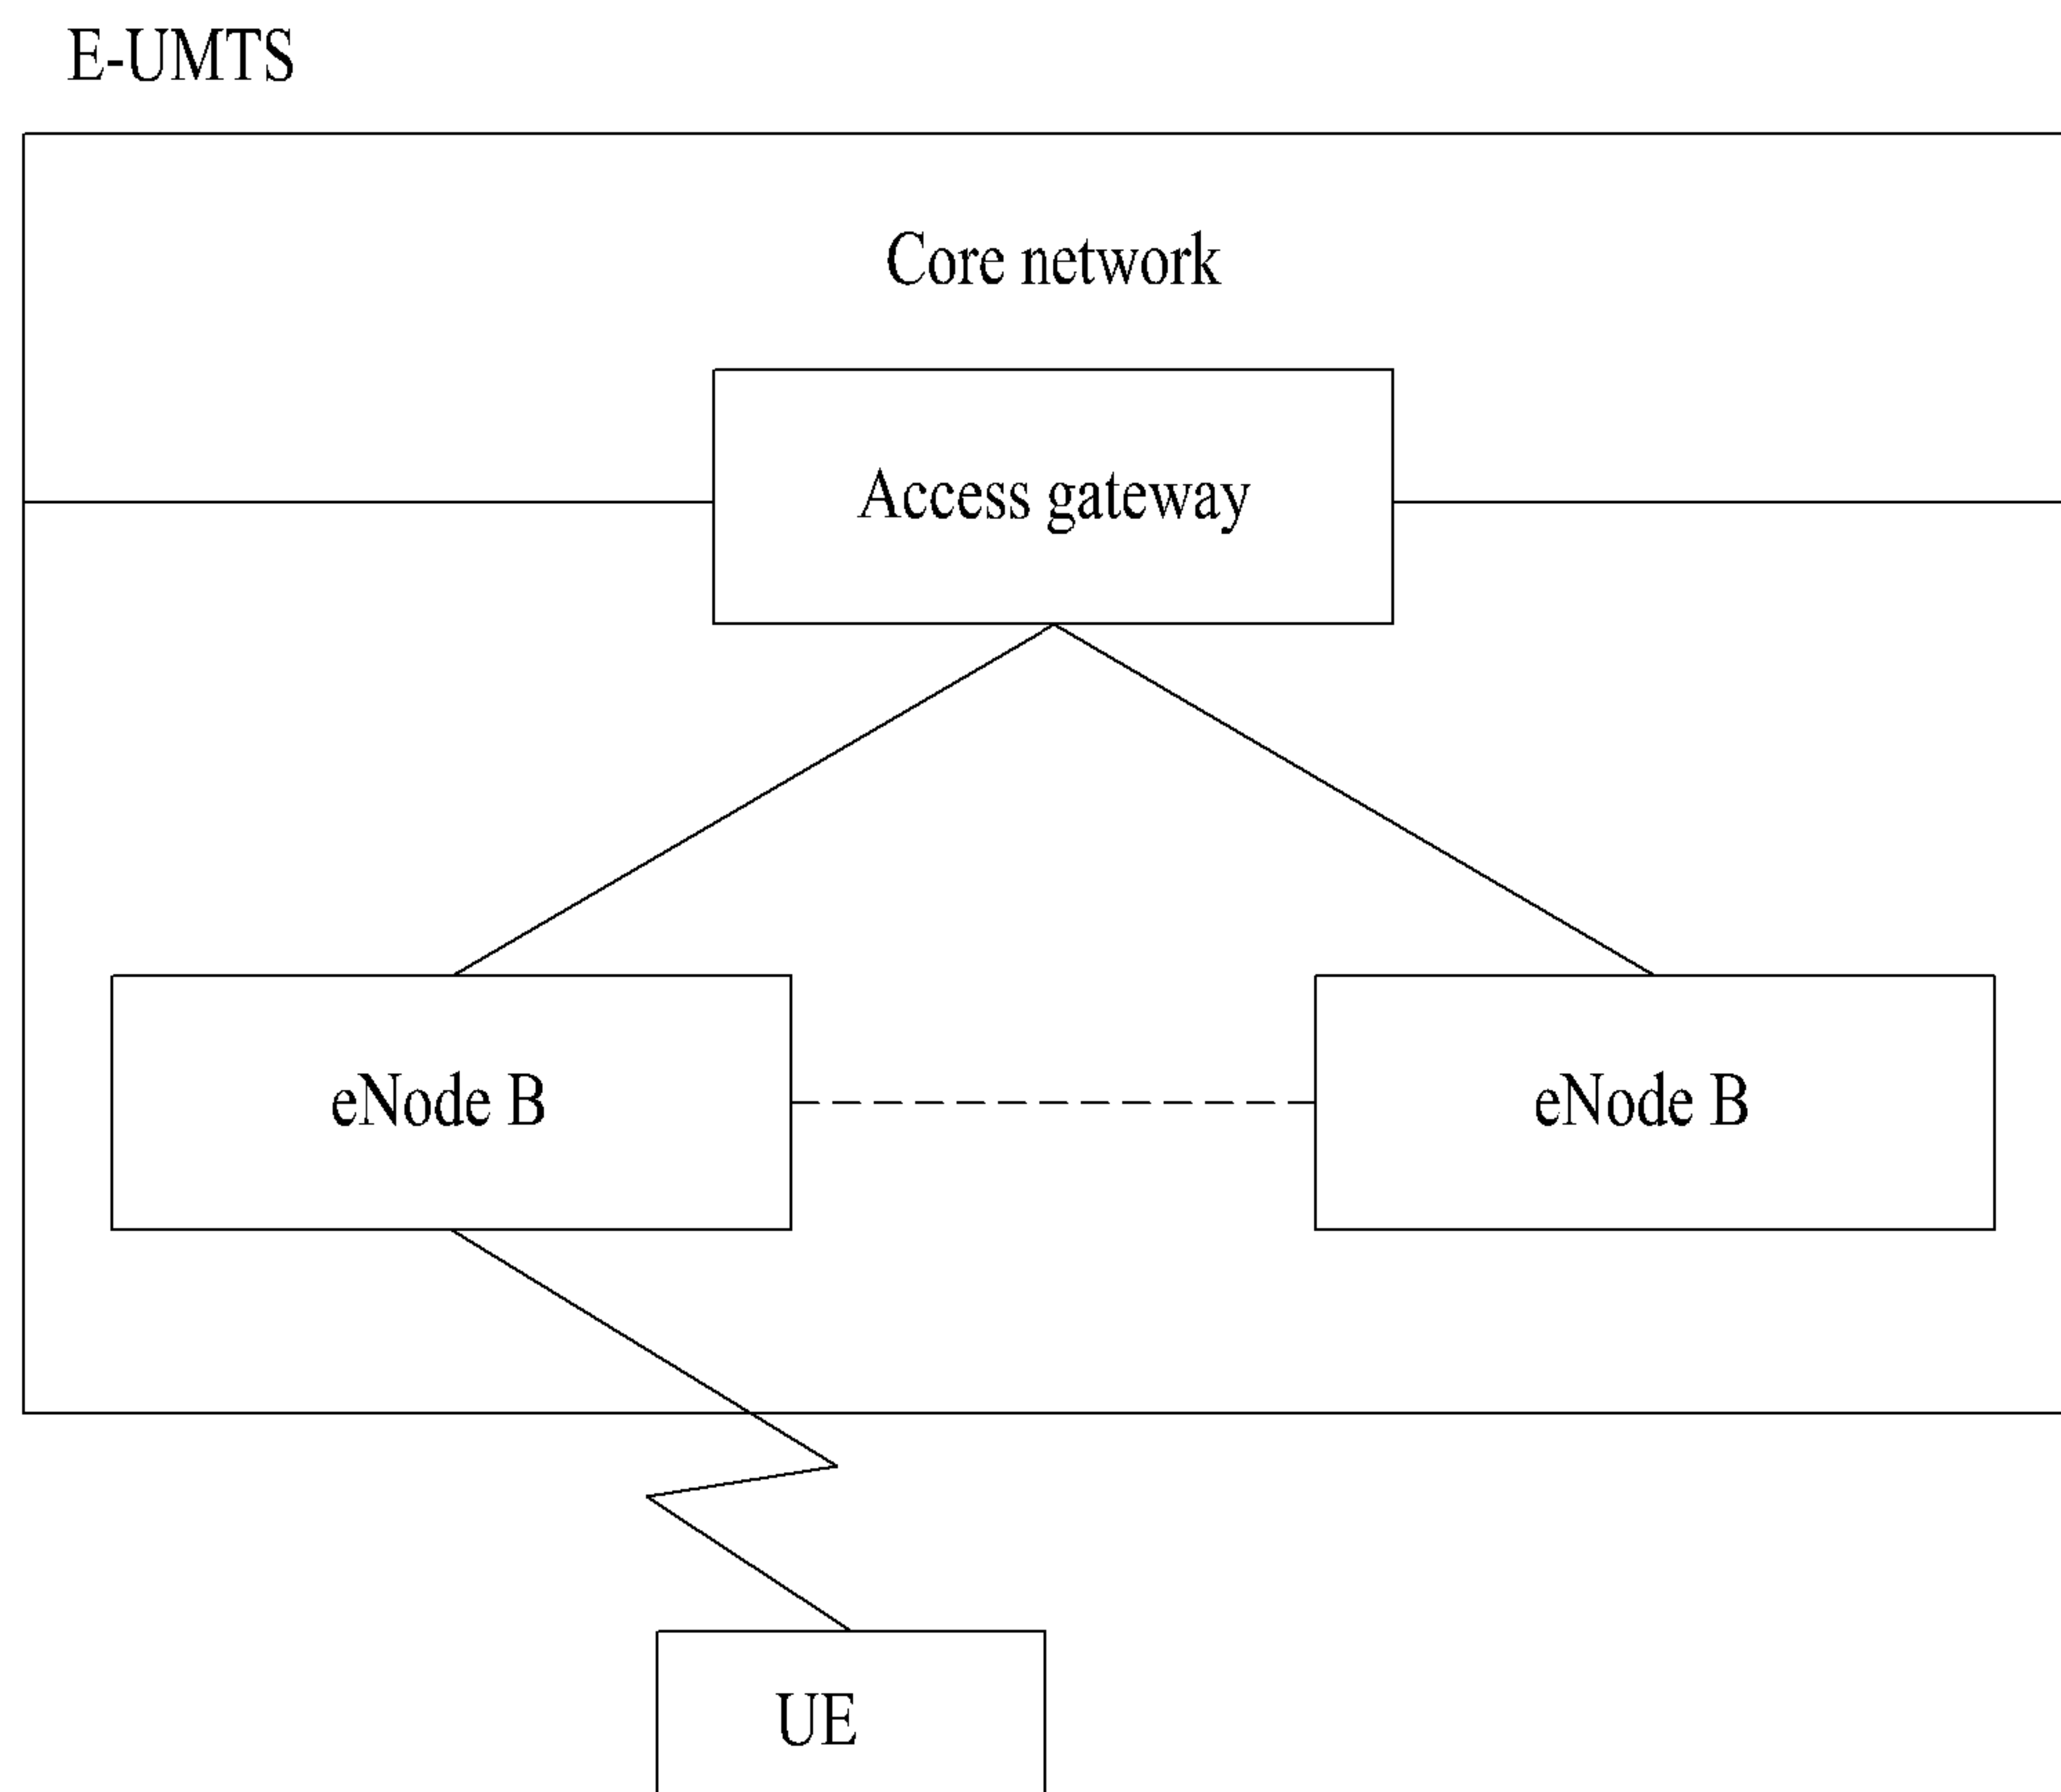 E-UMTS
Core network
Access gateway
eNode B
eNode B
UE